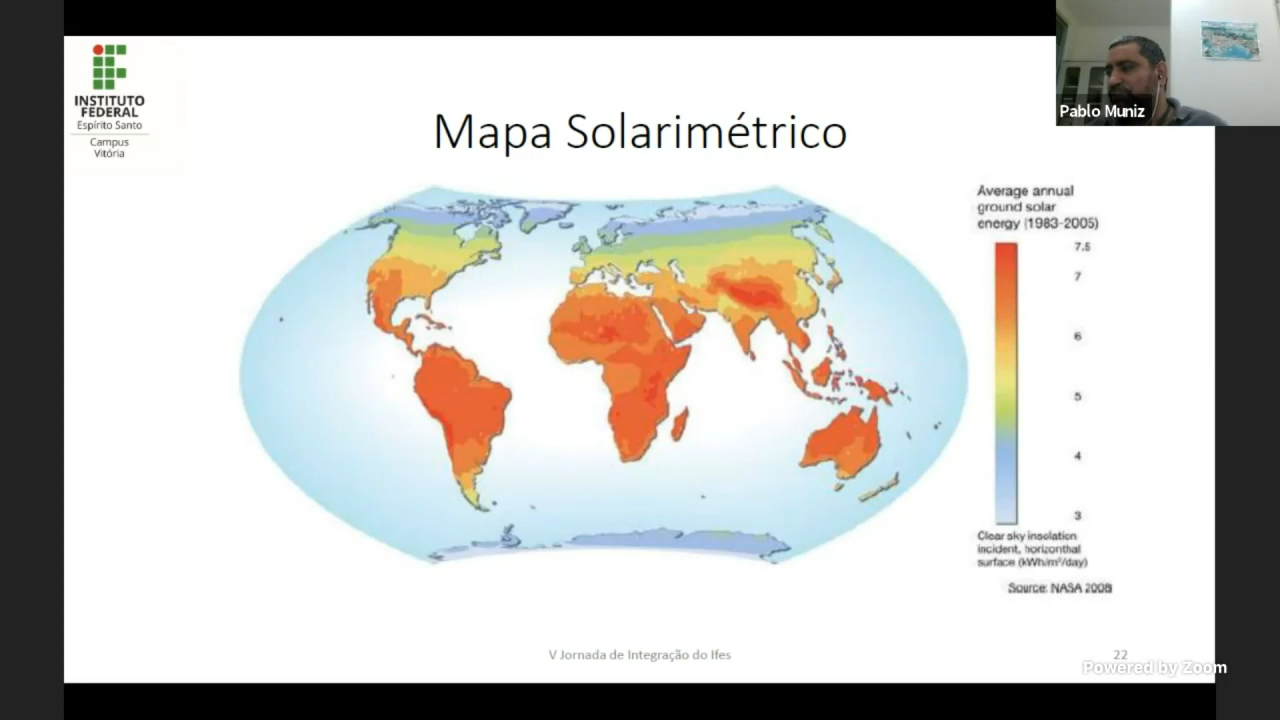 INSTITUTO
FEDERAL
Espírito Santo
Campus
Vitória
Pablo Muniz
Mapa Solarimétrico
Average annual
ground solar
energy (1983-2005)
7.5
7
6
5
4
3
Clear sky insolation
incident, horizonthal
surface (kWh/m²/day)
Source: NASA 2008
V Jornada de Integração do Ifes
22
Powered by Zoom